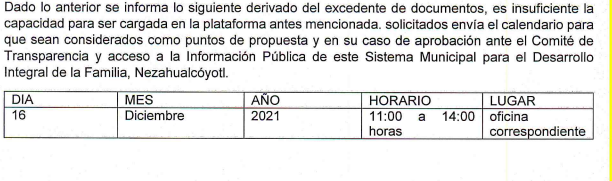 Dado lo anterior se informa lo siguiente derivado del excedente de documentos, es insuficiente la
capacidad para ser cargada en la plataforma antes mencionada. solicitados envía el calendario para
que sean considerados como puntos de propuesta y en su caso de aprobación ante el Comité de
Transparencia y acceso a la Información Pública de este Sistema Municipal para el Desarrollo
Integral de la Familia, Nezahualcóyotl.
DIA MES AÑO HORARIO LUGAR
16 Diciembre 2021 11:00 a 14:00 oficina
horas correspondiente